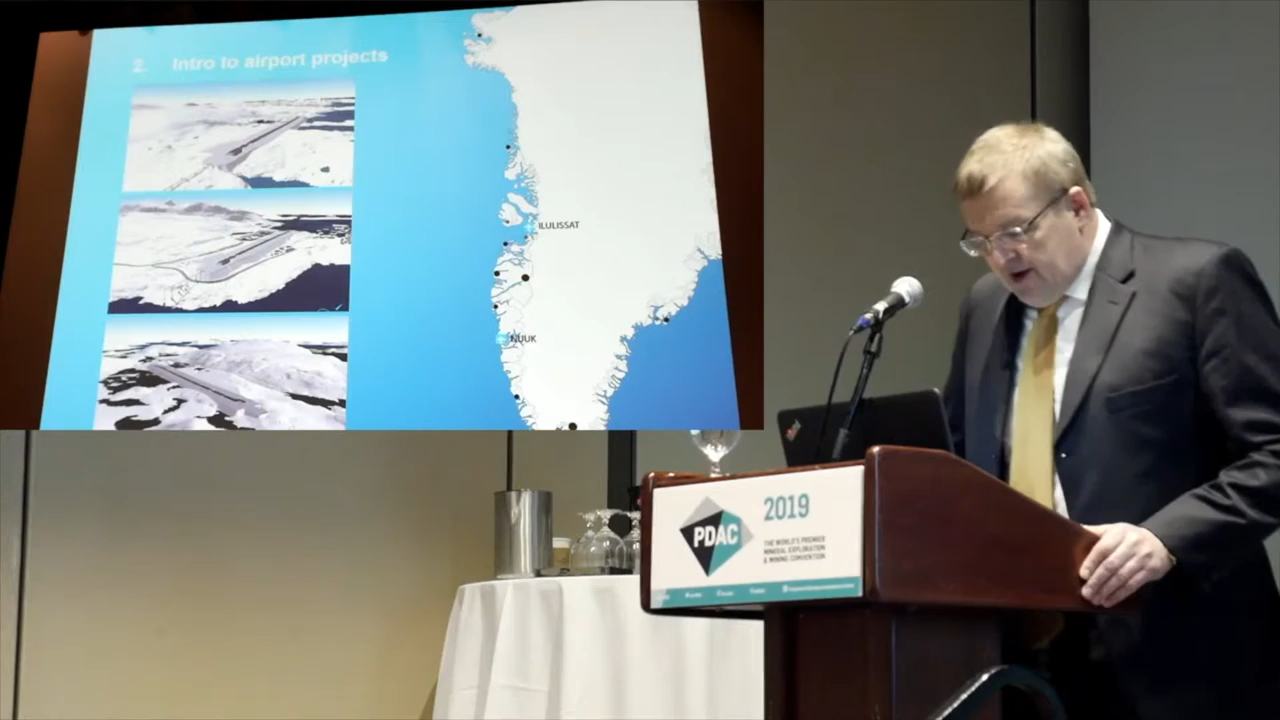 2. Intro to airport projects
ILULISSAT
NUUK
PDAC
2019
THE WORLD'S PREMIER
MINERAL EXPLORATION
& MINING CONVENTION